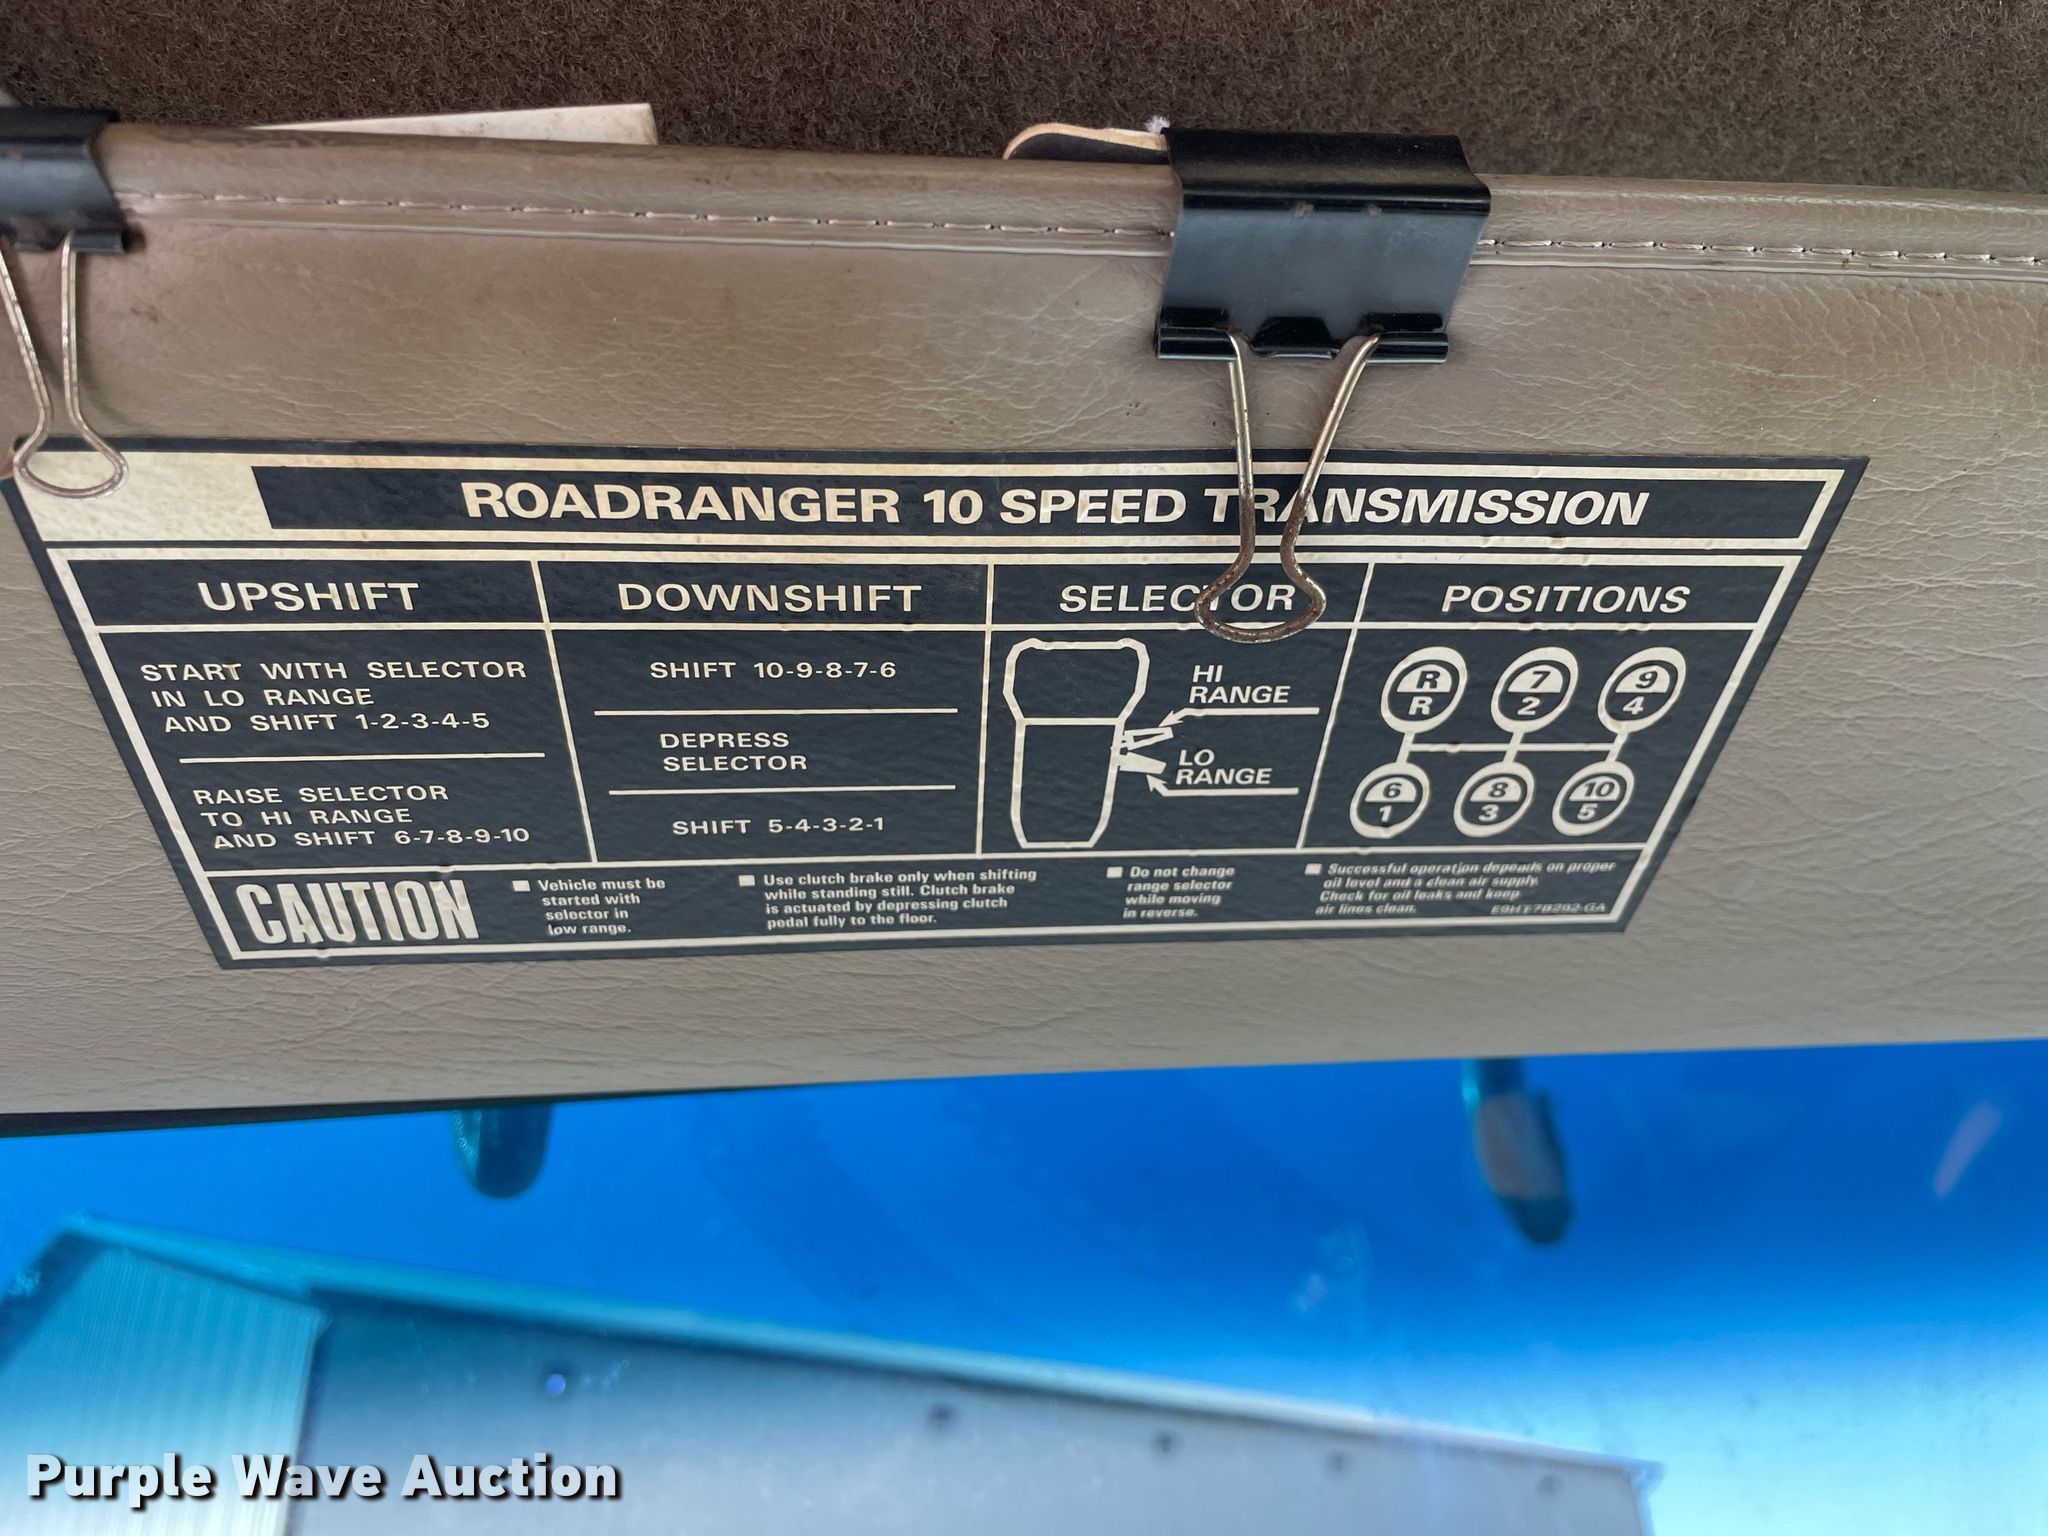 ROADRANGER 10 SPEED TRANSMISSION
UPSHIFT
START WITH SELECTOR
IN LO RANGE
AND SHIFT 1-2-3-4-5
RAISE SELECTOR
TO HI RANGE
AND SHIFT 6-7-8-9-10
DOWNSHIFT
SHIFT 10-9-8-7-6
DEPRESS
SELECTOR
SHIFT 5-4-3-2-1
SELECTOR
HI
RANGE
LO
RANGE
POSITIONS
R 7 9
R 2 4
6 8 10
1 3 5
CAUTION
■ Vehicle must be
started with
selector in
low range.
■ Use clutch brake only when shifting
while standing still. Clutch brake
is actuated by depressing clutch
pedal fully to the floor.
■ Do not change
range selector
while moving
in reverse.
■ Successful operation depends on proper
oil level and a clean air supply.
Check for oil leaks and keep
air lines clean.
E9HT-7B292-GA
Purple Wave Auction